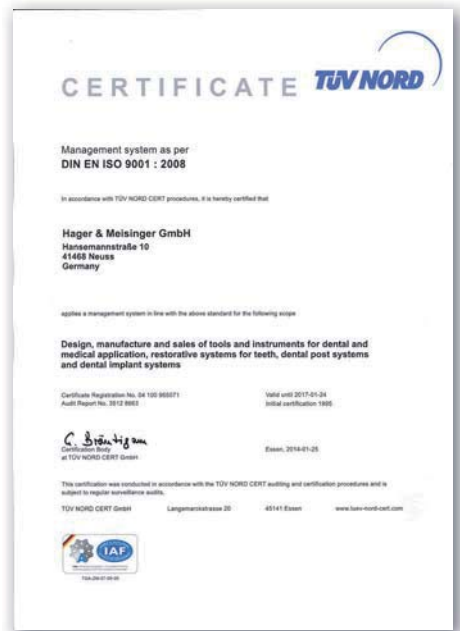 CERTIFICATE TÜV NORD
Management system as per
DIN EN ISO 9001 : 2008
In accordance with TÜV NORD CERT procedures, it is hereby certified that
Hager & Meisinger GmbH
Hansemannstraße 10
41468 Neuss
Germany
applies a management system in line with the above standard for the following scope
Design, manufacture and sales of tools and instruments for dental and
medical application, restorative systems for teeth, dental post systems
and dental implant systems
Certificate Registration No. 04 100 Valid until 2017-01-24
Audit Report No. 3512 Initial certification 1995
Certification Body Essen, 2014-01-25
at TÜV NORD CERT GmbH
This certification was conducted in accordance with the TÜV NORD CERT auditing and certification procedures and is
subject to regular surveillance audits.
TÜV NORD CERT GmbH Langemarckstrasse 20 45141 Essen www.tuev-nord-cert.com
IAF